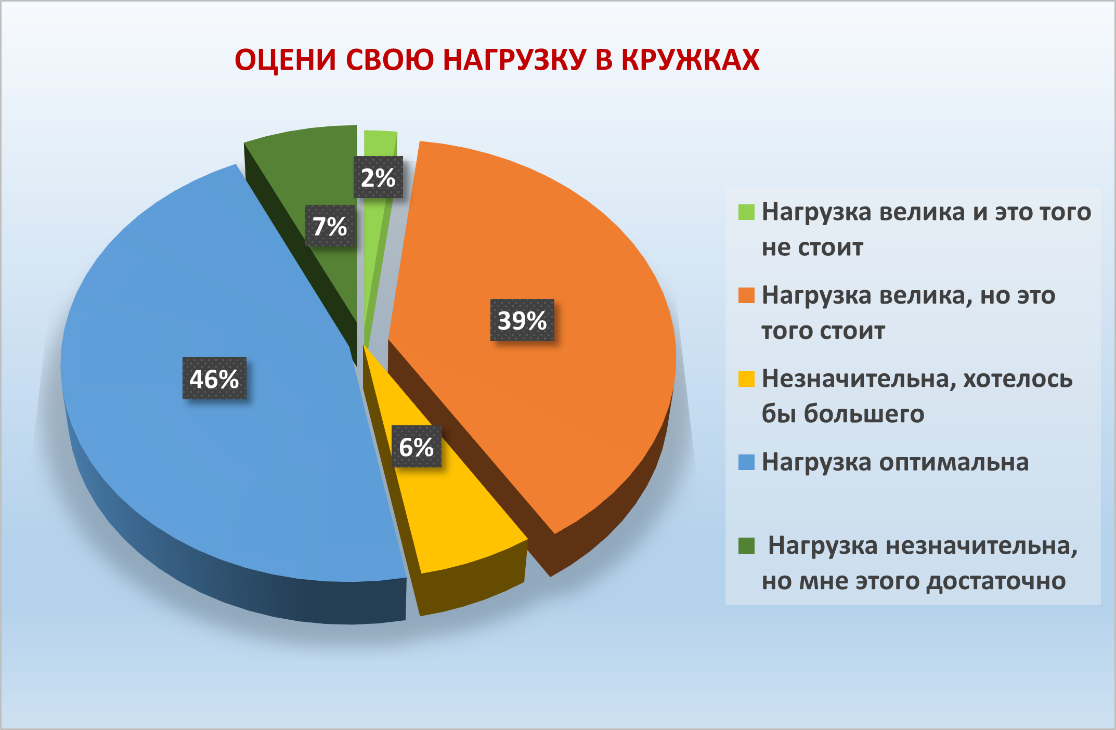 ОЦЕНИ СВОЮ НАГРУЗКУ В КРУЖКАХ
2%
7%
39%
46%
6%
Нагрузка велика и это того
не стоит
Нагрузка велика, но это
того стоит
Незначительна, хотелось
бы большего
Нагрузка оптимальна
Нагрузка незначительна,
но мне этого достаточно